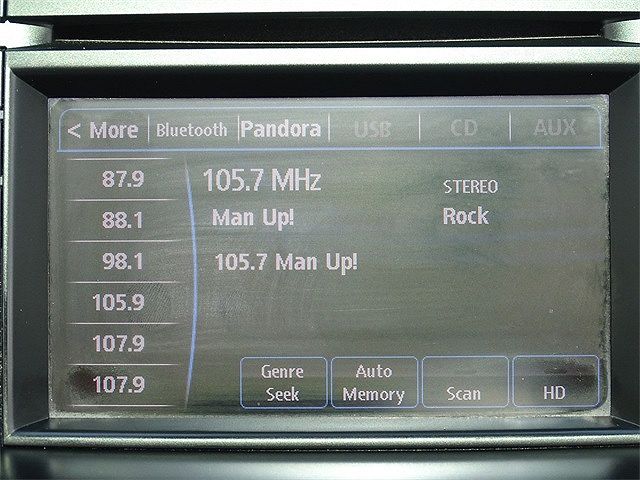 < More Bluetooth Pandora USB CD AUX
87.9
88.1
98.1
105.9
107.9
107.9
105.7 MHz STEREO
Man Up! Rock
105.7 Man Up!
Genre Seek
Auto Memory
Scan
HD